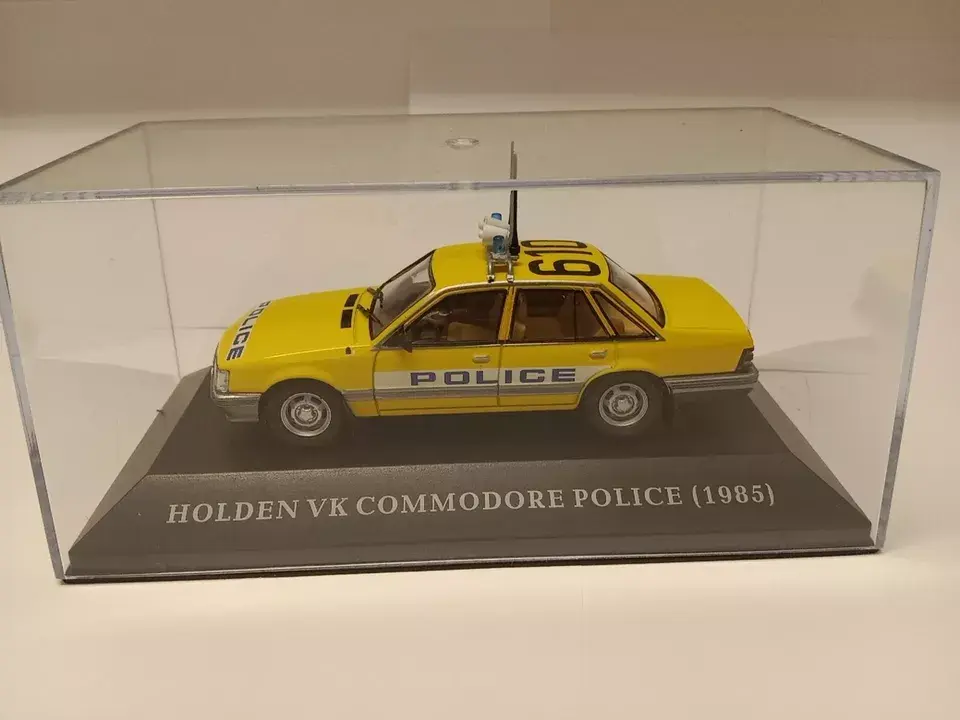 610
POLICE
POLICE
HOLDEN VK COMMODORE POLICE (1985)